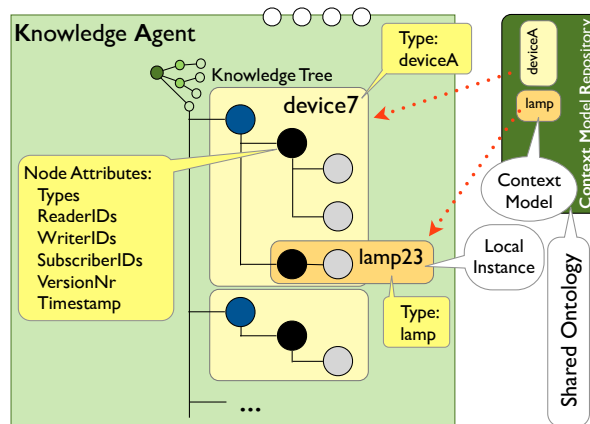 Knowledge Agent
Knowledge Tree
Type:
deviceA
device7
Node Attributes:
Types
ReaderIDs
WriterIDs
SubscriberIDs
VersionNr
Timestamp
lamp23
Type:
lamp
...
deviceA
lamp
Context Model Repository
Context
Model
Local
Instance
Shared Ontology